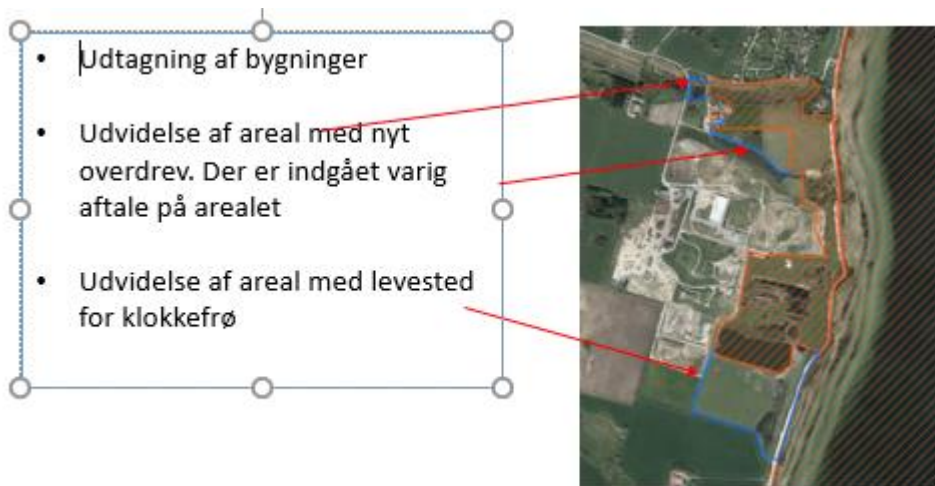 • Udtagning af bygninger
• Udvidelse af areal med nyt
overdrev. Der er indgået varig
aftale på arealet
• Udvidelse af areal med levested
for klokkefrø